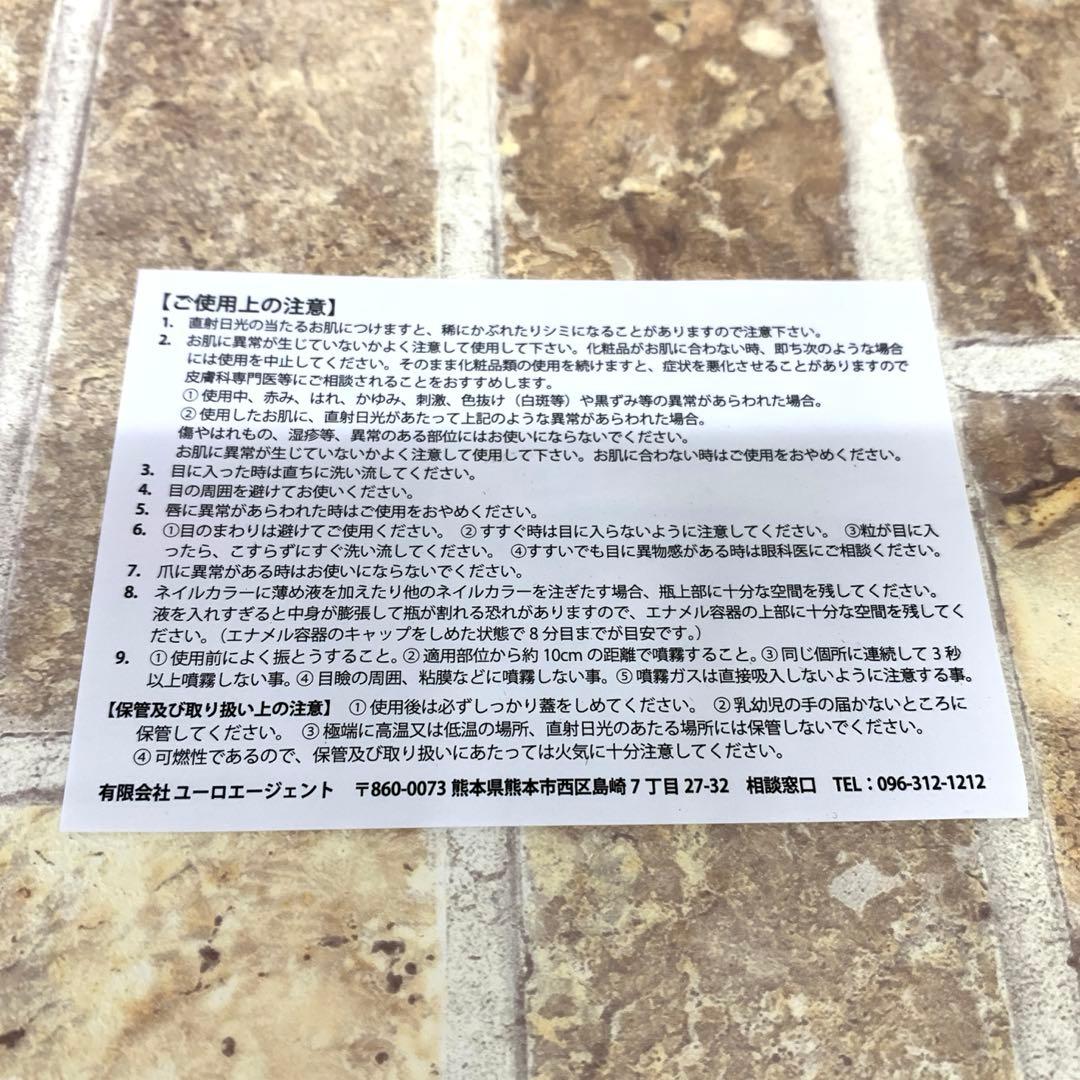 【ご使用上の注意】
1. 直射日光の当たるお肌につけますと、稀にかぶれたりシミになることがありますので注意下さい。
2. お肌に異常が生じていないかよく注意して使用して下さい。化粧品がお肌に合わない時、即ち次のような場合
には使用を中止してください。そのまま化粧品類の使用を続けますと、症状を悪化させることがありますので
皮膚科専門医等にご相談されることをおすすめします。
①使用中、赤み、はれ、かゆみ、刺激、色抜け（白斑等）や黒ずみ等の異常があらわれた場合。
②使用したお肌に、直射日光があたって上記のような異常があらわれた場合。
傷やはれもの、湿疹等、異常のある部位にはお使いにならないでください。
お肌に異常が生じていないかよく注意して使用して下さい。お肌に合わない時はご使用をおやめください。
3. 目に入った時は直ちに洗い流してください。
4. 目の周囲を避けてお使いください。
5. 唇に異常があらわれた時はご使用をおやめください。
6. ①目のまわりは避けてご使用ください。 ②すすぐ時は目に入らないように注意してください。 ③粒が目に入
ったら、こすらずにすぐ洗い流してください。 ④すすいでも目に異物感がある時は眼科医にご相談ください。
7. 爪に異常がある時はお使いにならないでください。
8. ネイルカラーに薄め液を加えたり他のネイルカラーを注ぎたす場合、瓶上部に十分な空間を残してください。
液を入れすぎると中身が膨張して瓶が割れる恐れがありますので、エナメル容器の上部に十分な空間を残してく
ださい。（エナメル容器のキャップをしめた状態で8分目までが目安です。）
9. ①使用前によく振とうすること。②適用部位から約10cmの距離で噴霧すること。③同じ個所に連続して3秒
以上噴霧しない事。④目瞼の周囲、粘膜などに噴霧しない事。⑤噴霧ガスは直接吸入しないように注意する事。
【保管及び取り扱い上の注意】 ①使用後は必ずしっかり蓋をしめてください。 ②乳幼児の手の届かないところに
保管してください。 ③極端に高温又は低温の場所、直射日光のあたる場所には保管しないでください。
④可燃性であるので、保管及び取り扱いにあたっては火気に十分注意してください。
有限会社 ユーロエージェント 〒860-0073 熊本県熊本市西区島崎7丁目27-32 相談窓口 TEL：096-312-1212